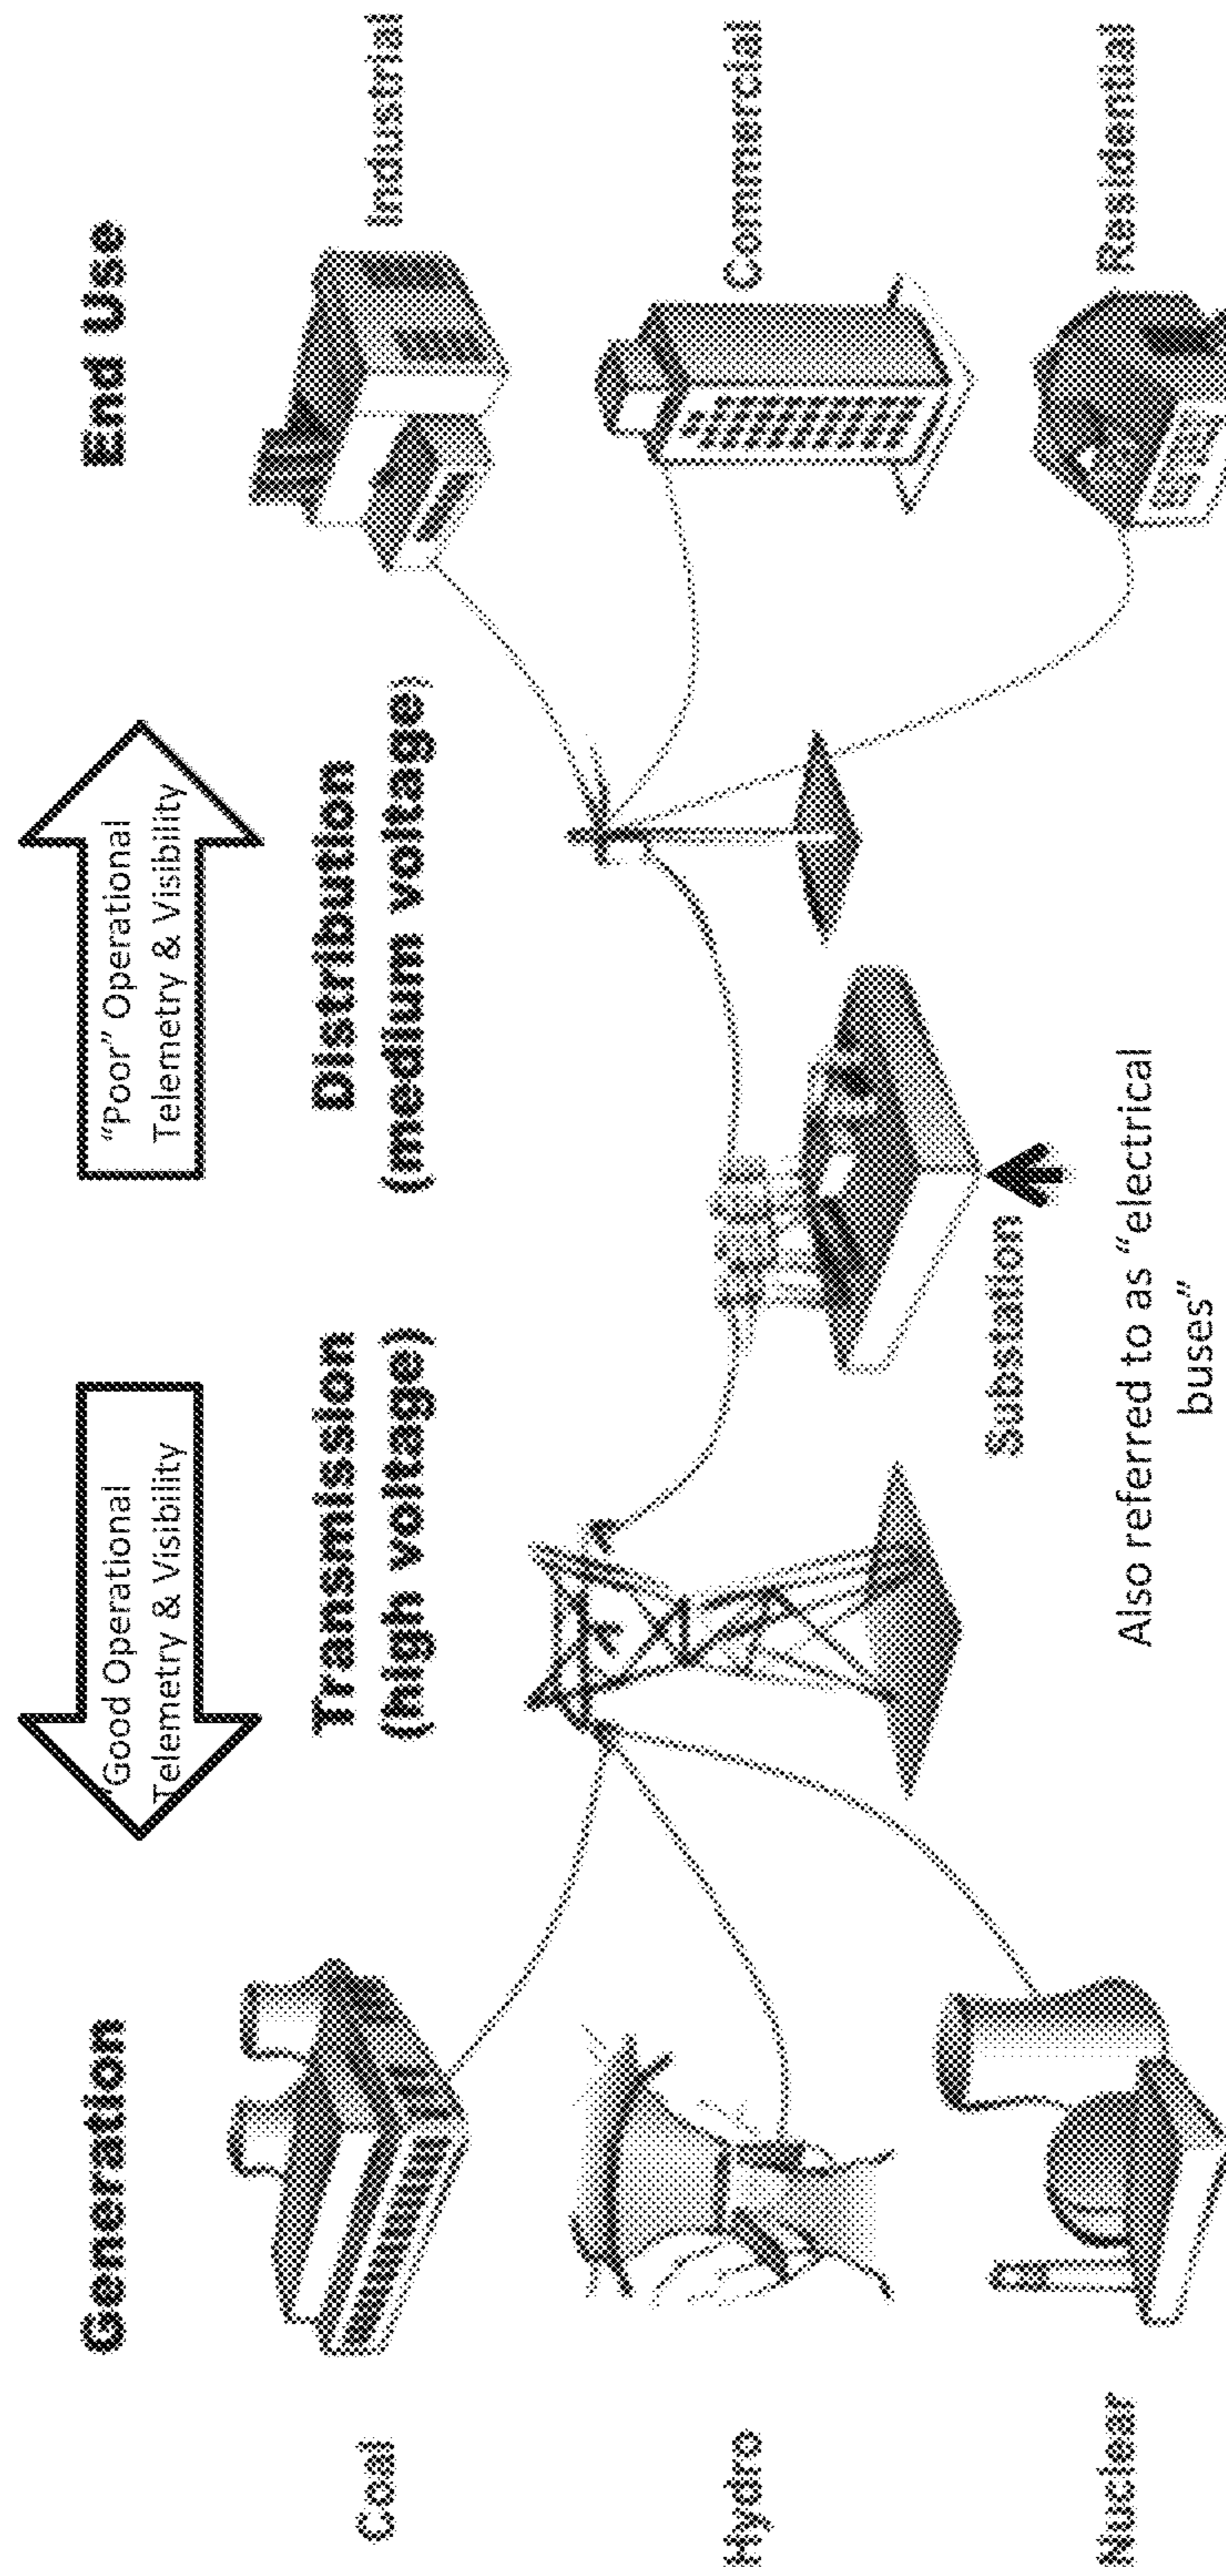 "Good Operational
Telemetry & Visibility
"Poor" Operational
Telemetry & Visibility
Generation
Transmission
(high voltage)
Distribution
(medium voltage)
End Use
Coal
Hydro
Nuclear
Substation
Also referred to as "electrical
buses"
Industrial
Commercial
Residential